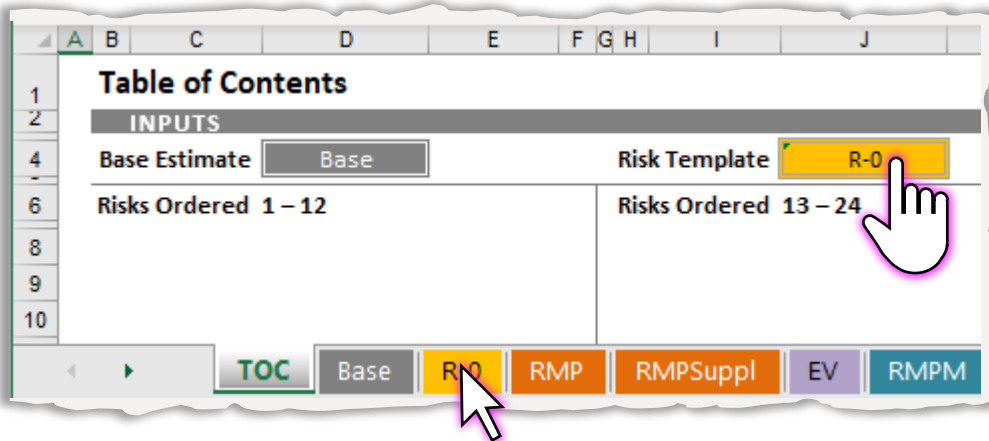 A B C D E F G H I J
1 Table of Contents
2 INPUTS
4 Base Estimate Base Risk Template R-0
6 Risks Ordered 1 – 12 Risks Ordered 13 – 24
8
9
10
TOC Base R-0 RMP RMPSuppl EV RMPM